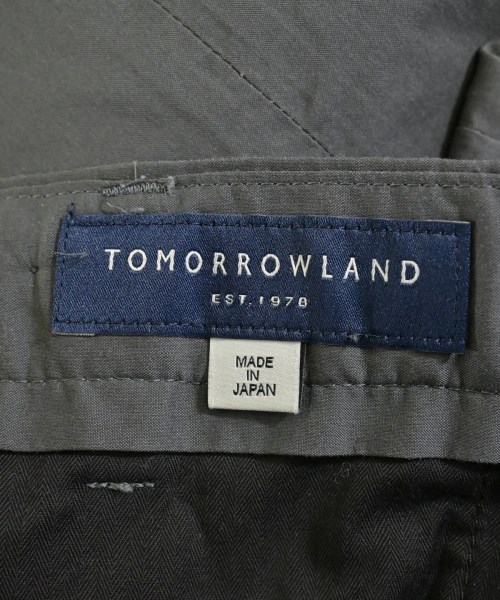 TOMORROWLAND
EST. 1978
MADE
IN
JAPAN